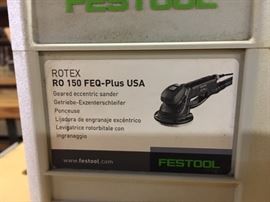 FESTOOL
ROTEX
RO 150 FEQ-Plus USA
Geared eccentric sander
Getriebe-Exzenterschleifer
Ponceuse
Lijadora de engranaje excéntrico
Levigatrice rotorbitale con
ingranaggio
www.festool.com
FESTOOL